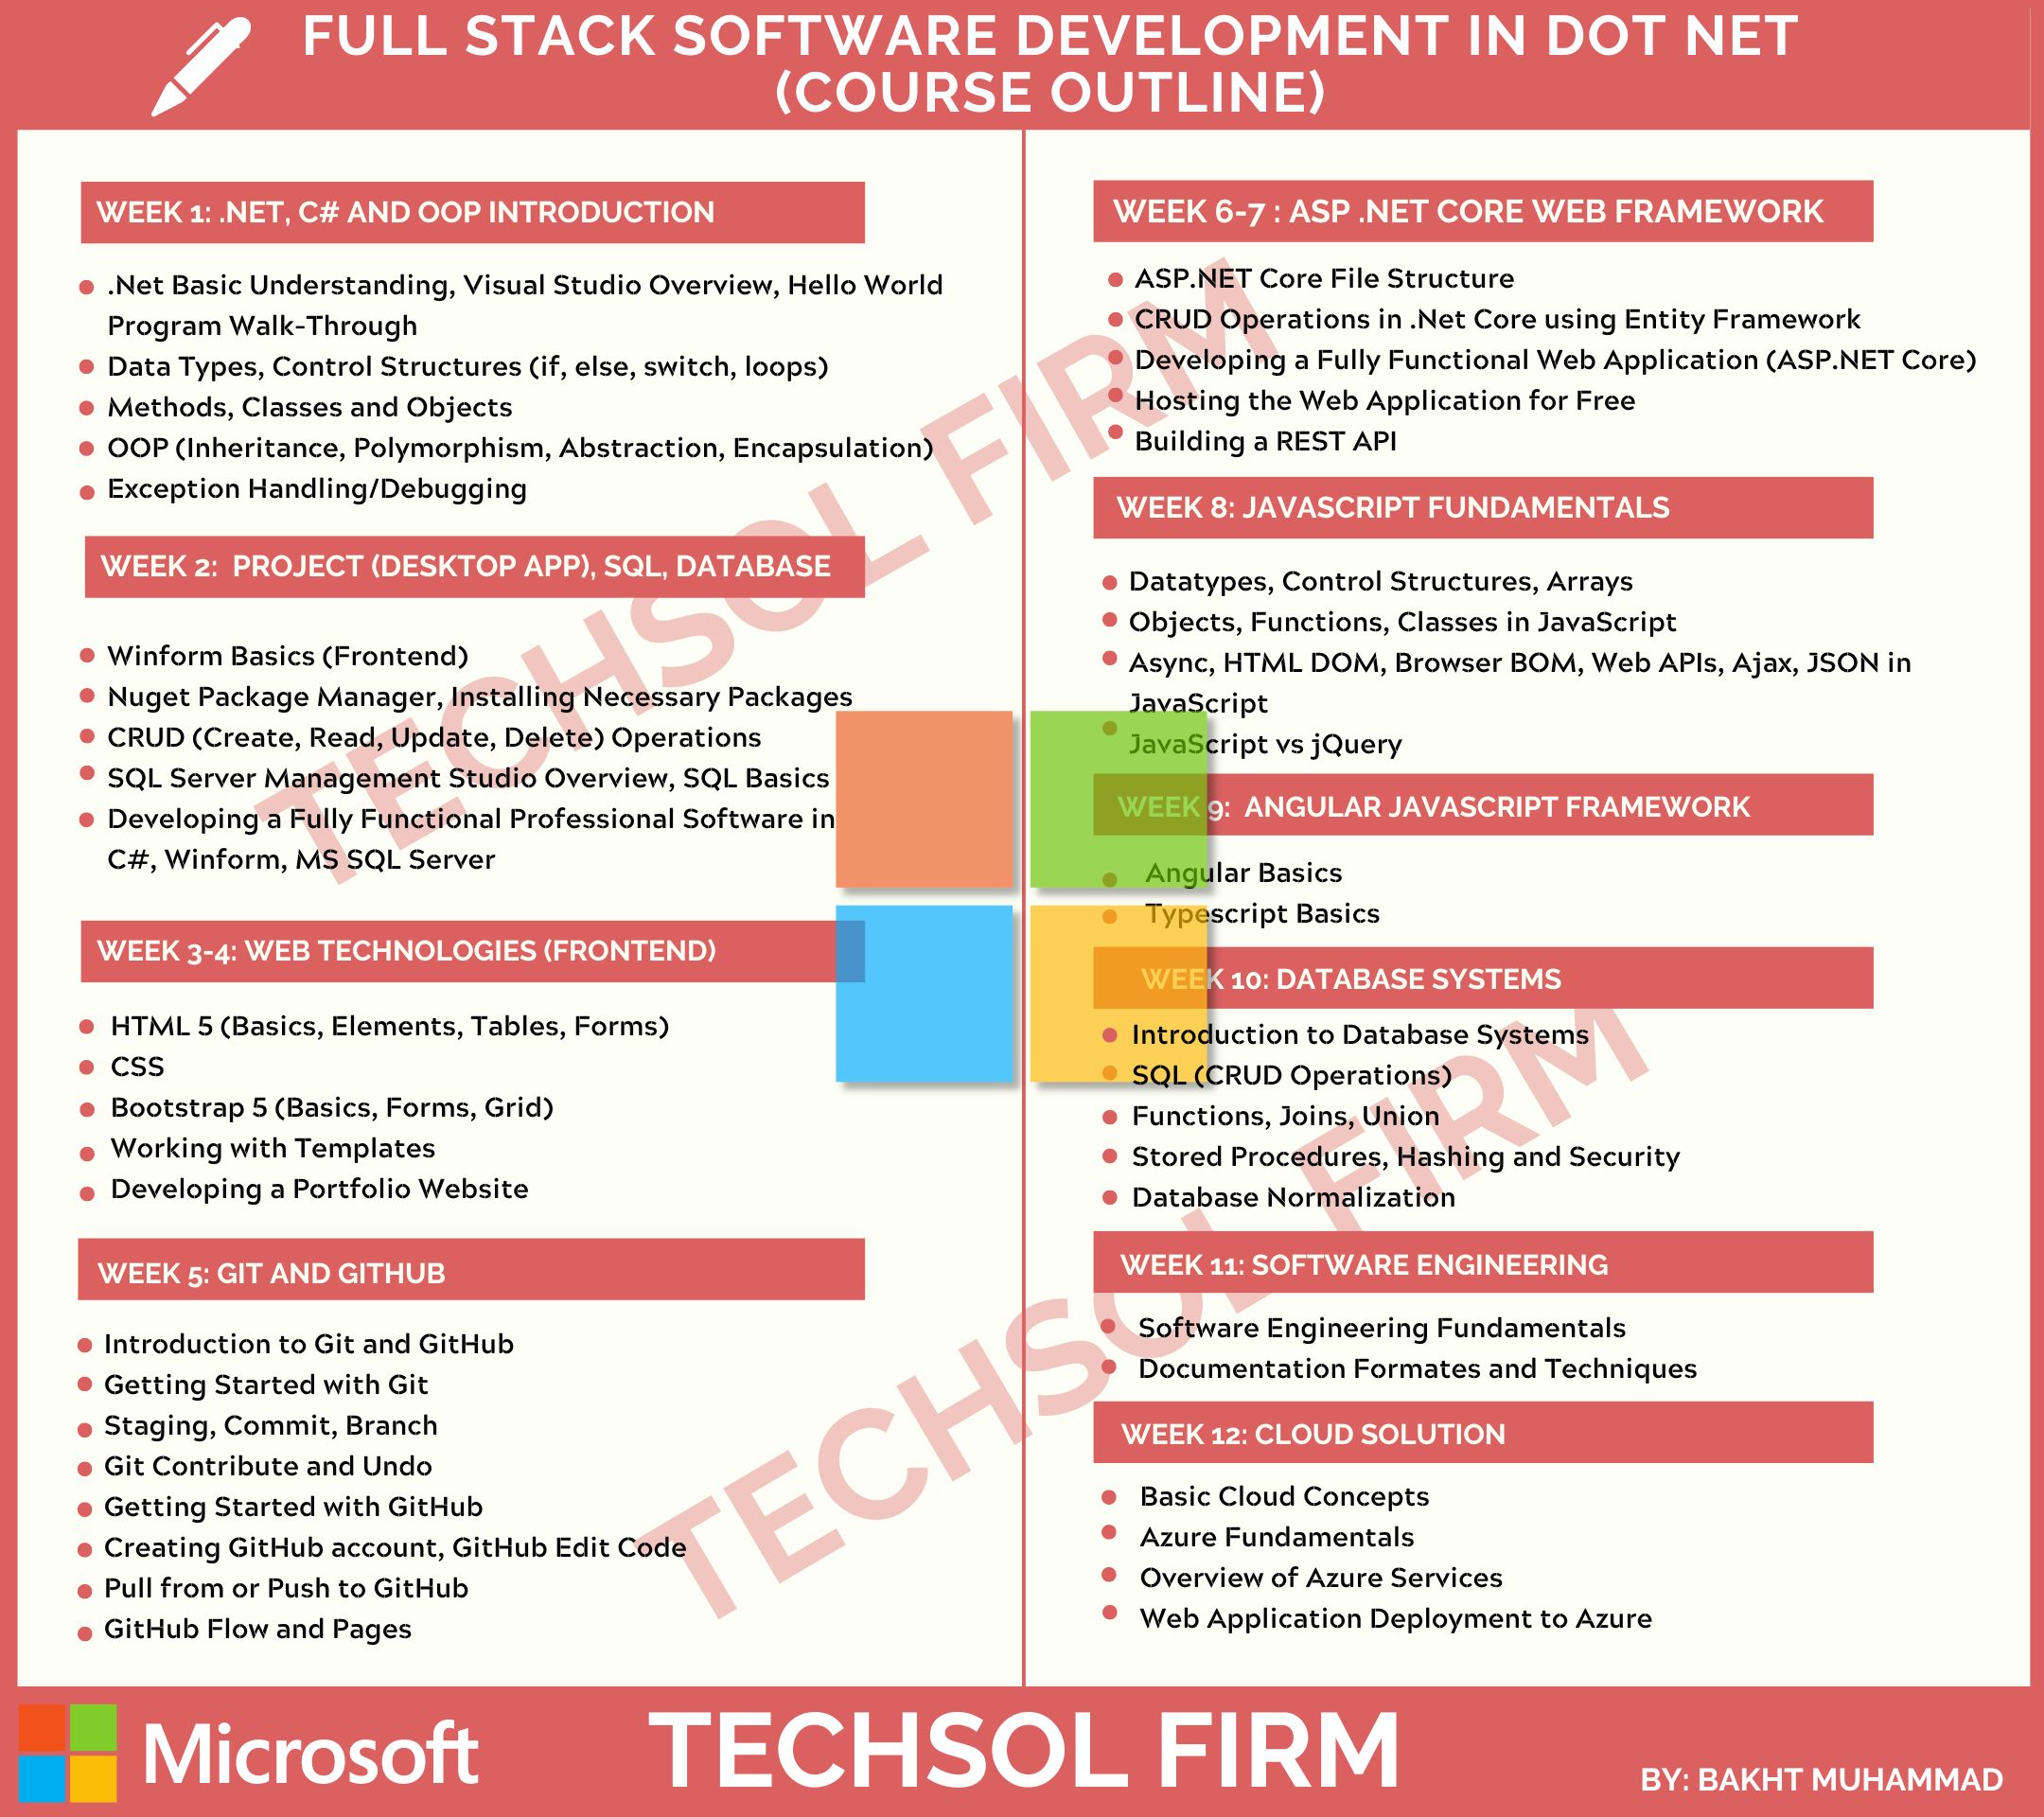 FULL STACK SOFTWARE DEVELOPMENT IN DOT NET
(COURSE OUTLINE)
WEEK 1: .NET, C# AND OOP INTRODUCTION
.Net Basic Understanding, Visual Studio Overview, Hello World
Program Walk-Through
Data Types, Control Structures (if, else, switch, loops)
Methods, Classes and Objects
OOP (Inheritance, Polymorphism, Abstraction, Encapsulation)
Exception Handling/Debugging
WEEK 2: PROJECT (DESKTOP APP), SQL, DATABASE
Winform Basics (Frontend)
Nuget Package Manager, Installing Necessary Packages
CRUD (Create, Read, Update, Delete) Operations
SQL Server Management Studio Overview, SQL Basics
Developing a Fully Functional Professional Software in
C#, Winform, MS SQL Server
WEEK 3-4: WEB TECHNOLOGIES (FRONTEND)
HTML 5 (Basics, Elements, Tables, Forms)
CSS
Bootstrap 5 (Basics, Forms, Grid)
Working with Templates
Developing a Portfolio Website
WEEK 5: GIT AND GITHUB
Introduction to Git and GitHub
Getting Started with Git
Staging, Commit, Branch
Git Contribute and Undo
Getting Started with GitHub
Creating GitHub account, GitHub Edit Code
Pull from or Push to GitHub
GitHub Flow and Pages
WEEK 6-7 : ASP .NET CORE WEB FRAMEWORK
ASP.NET Core File Structure
CRUD Operations in .Net Core using Entity Framework
Developing a Fully Functional Web Application (ASP.NET Core)
Hosting the Web Application for Free
Building a REST API
WEEK 8: JAVASCRIPT FUNDAMENTALS
Datatypes, Control Structures, Arrays
Objects, Functions, Classes in JavaScript
Async, HTML DOM, Browser BOM, Web APIs, Ajax, JSON in
JavaScript
JavaScript vs jQuery
WEEK 9: ANGULAR JAVASCRIPT FRAMEWORK
Angular Basics
Typescript Basics
WEEK 10: DATABASE SYSTEMS
Introduction to Database Systems
SQL (CRUD Operations)
Functions, Joins, Union
Stored Procedures, Hashing and Security
Database Normalization
WEEK 11: SOFTWARE ENGINEERING
Software Engineering Fundamentals
Documentation Formates and Techniques
WEEK 12: CLOUD SOLUTION
Basic Cloud Concepts
Azure Fundamentals
Overview of Azure Services
Web Application Deployment to Azure
TECHSOL FIRM
TECHSOL FIRM
Microsoft
TECHSOL FIRM
BY: BAKHT MUHAMMAD